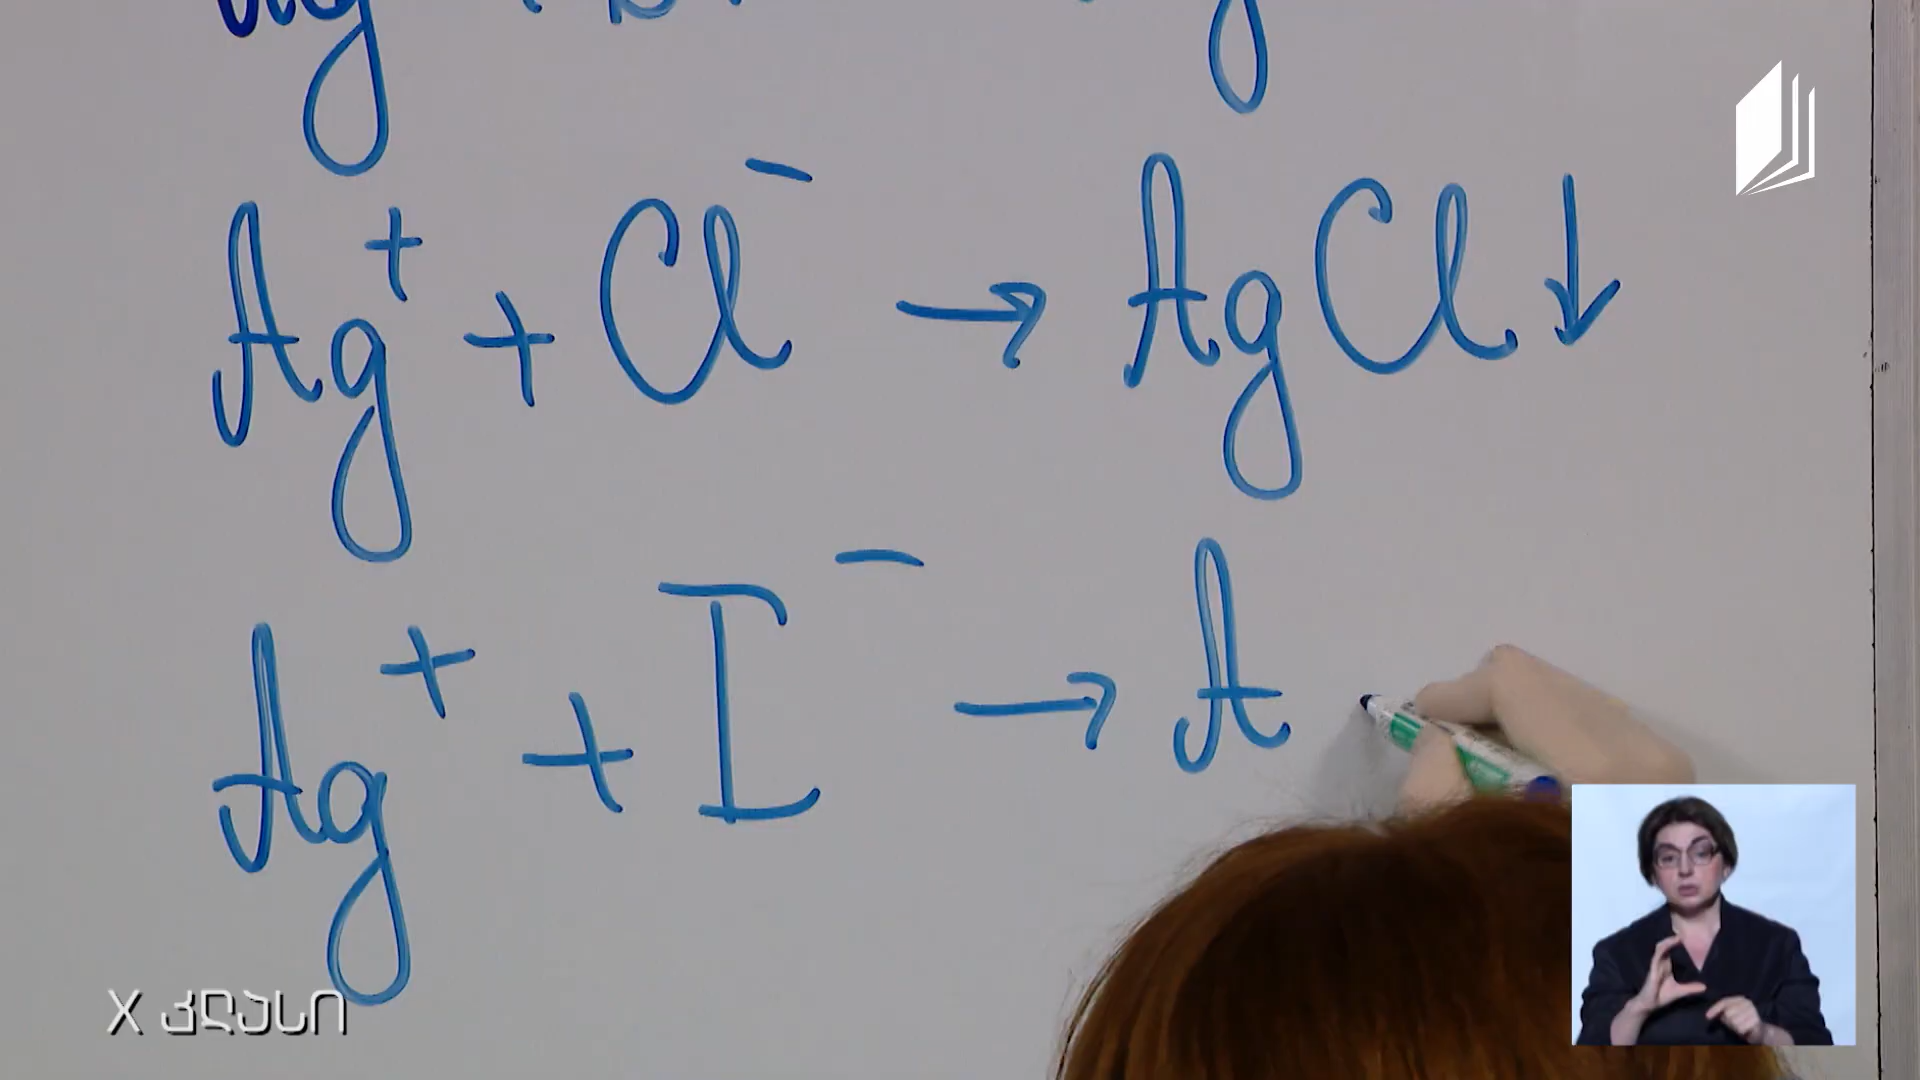 Ag⁺ + Cl⁻ → AgCl↓
Ag⁺ + I⁻ → A
X კლასი